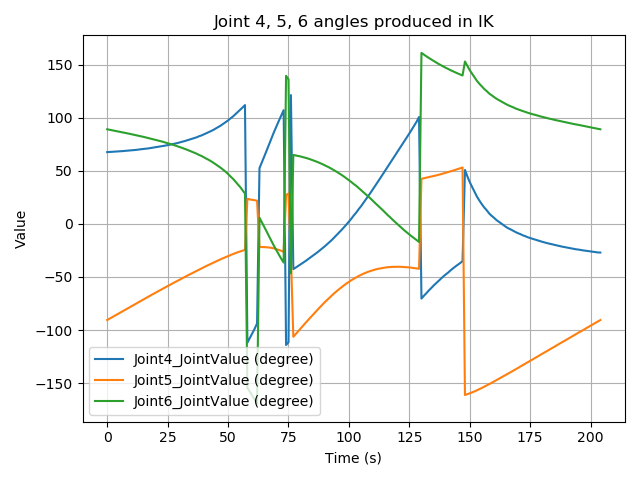 Joint 4, 5, 6 angles produced in IK
Value
150
100
50
0
−50
−100
−150
Joint4_JointValue (degree)
Joint5_JointValue (degree)
Joint6_JointValue (degree)
0 25 50 75 100 125 150 175 200
Time (s)